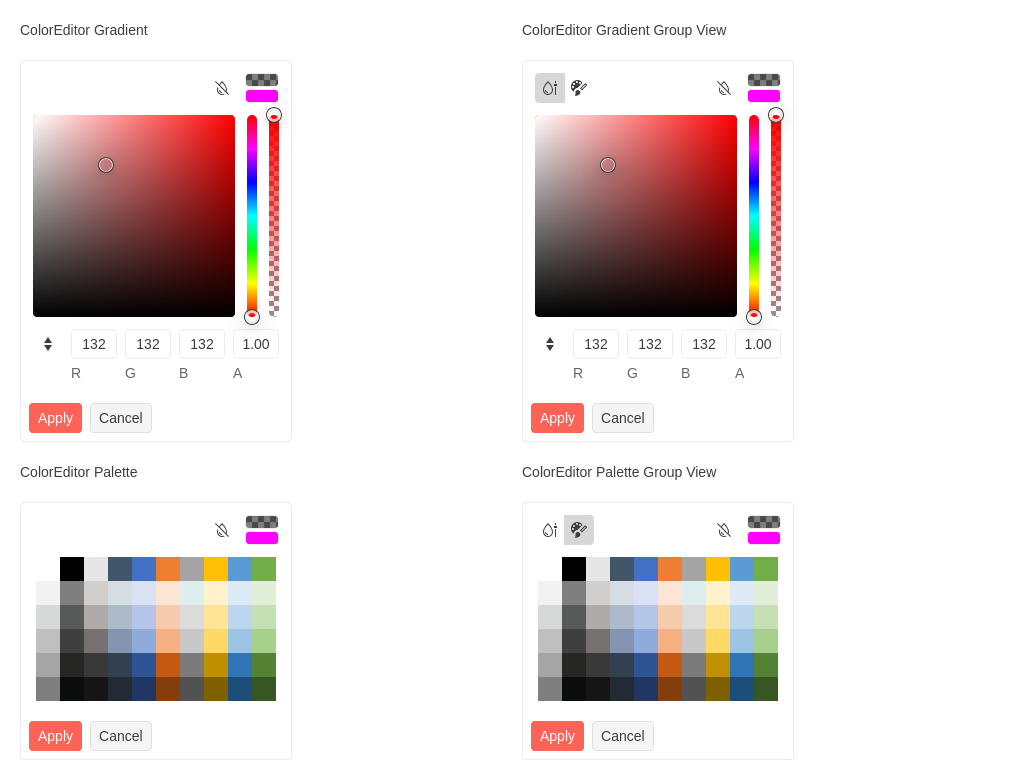 ColorEditor Gradient
132 132 132 1.00
R G B A
Apply Cancel
ColorEditor Gradient Group View
132 132 132 1.00
R G B A
Apply Cancel
ColorEditor Palette
Apply Cancel
ColorEditor Palette Group View
Apply Cancel